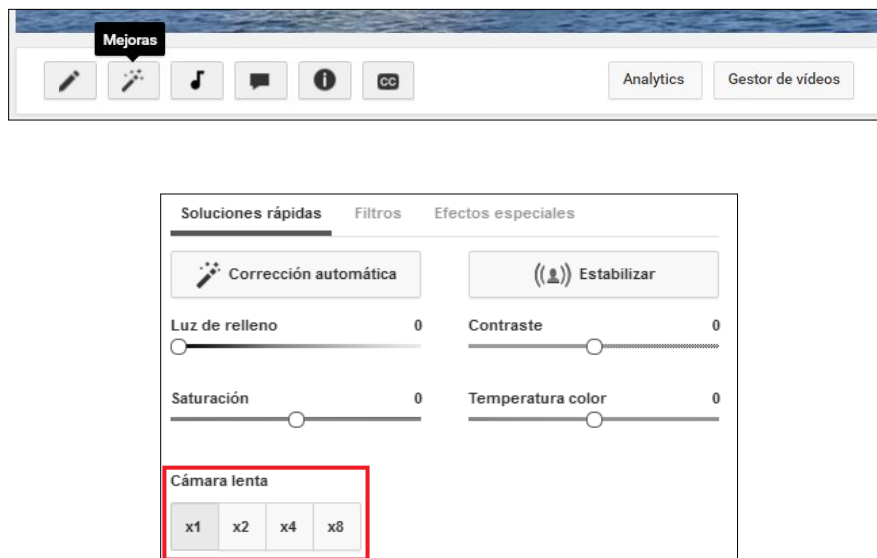 Mejoras
CC
Analytics
Gestor de vídeos
Soluciones rápidas Filtros Efectos especiales
Corrección automática
Estabilizar
Luz de relleno 0
Contraste 0
Saturación 0
Temperatura color 0
Cámara lenta
x1 x2 x4 x8